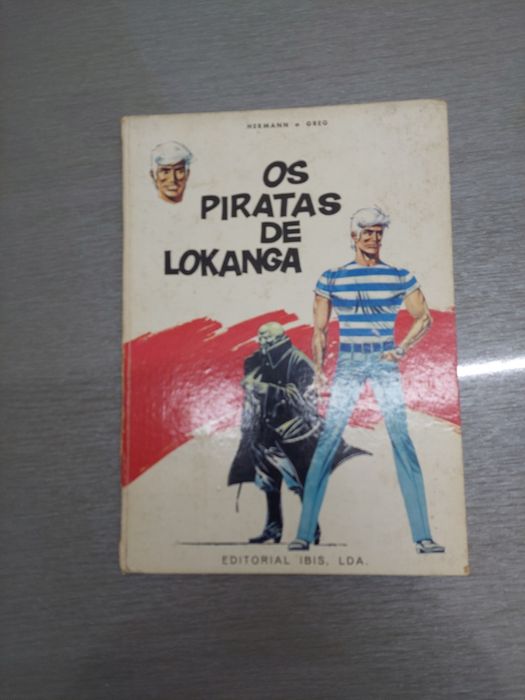 HERMANN e GREG
OS
PIRATAS
DE
LOKANGA
EDITORIAL IBIS, LDA.